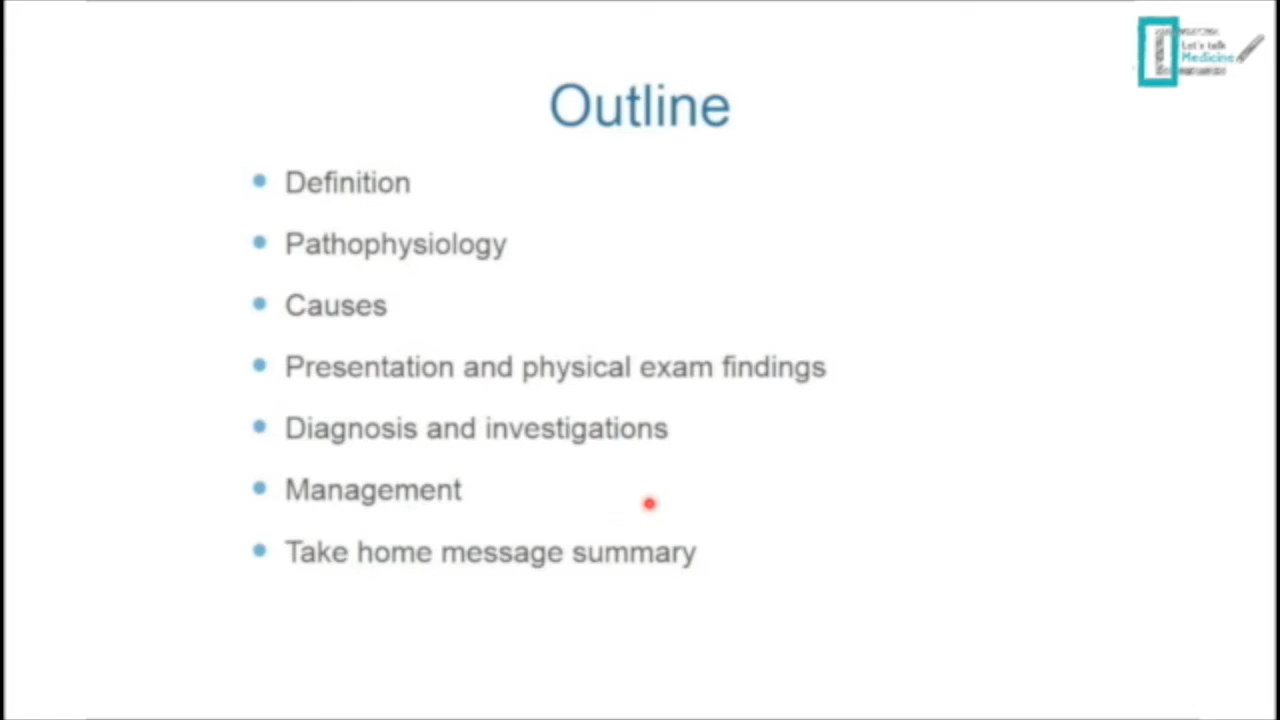 Let's talk
Medicine
Outline
Definition
Pathophysiology
Causes
Presentation and physical exam findings
Diagnosis and investigations
Management
Take home message summary